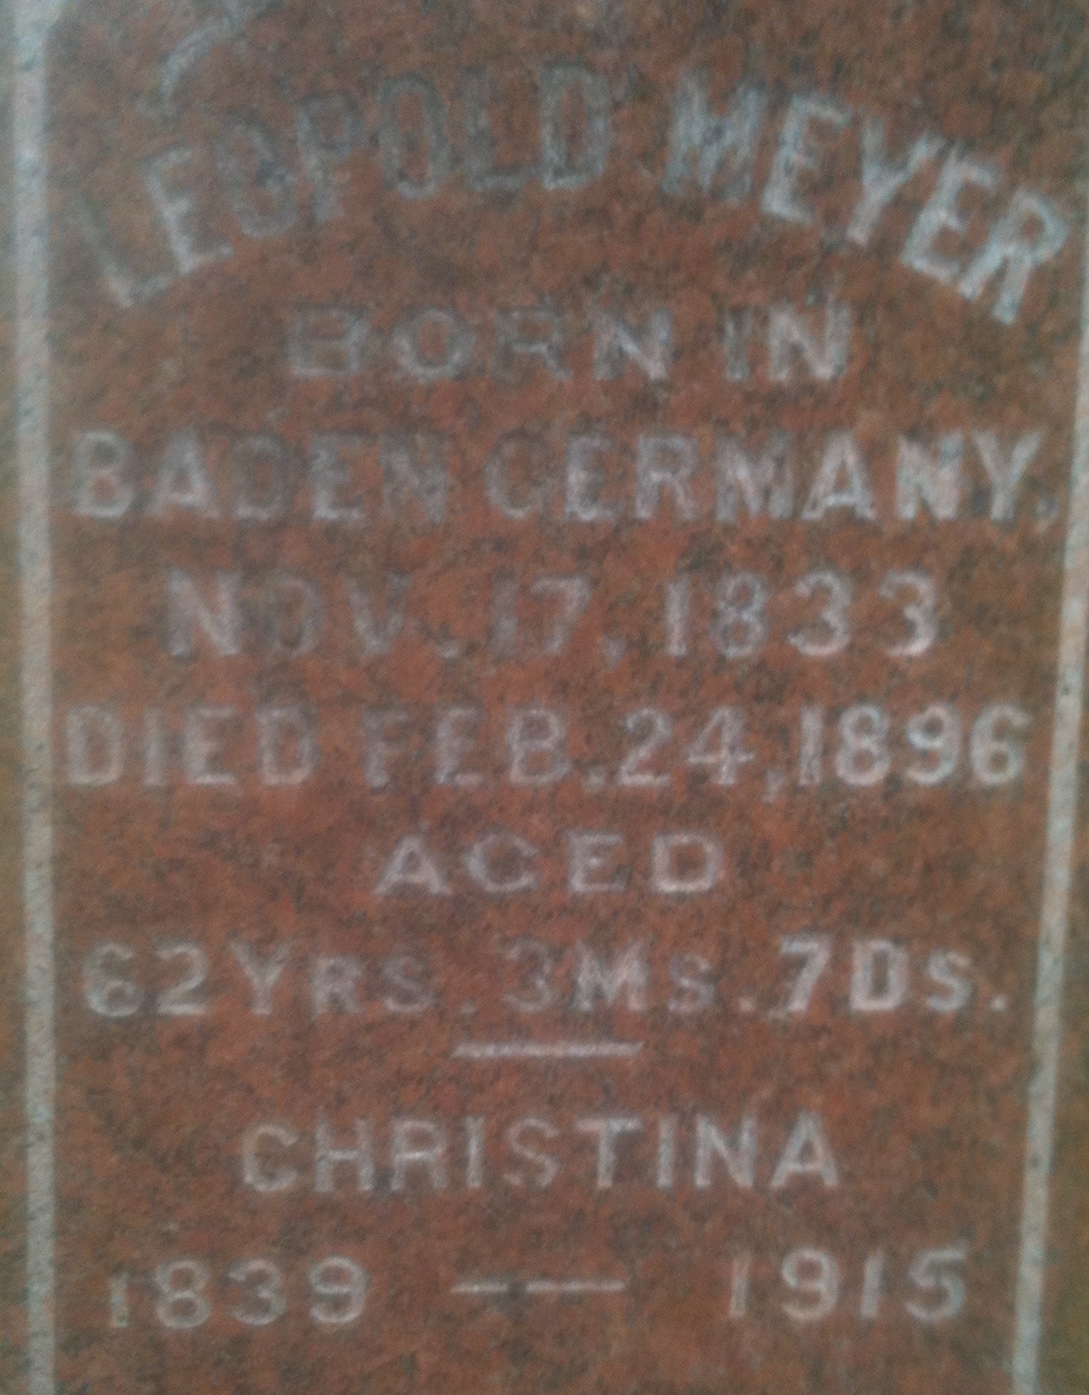 LEOPOLD MEYER
BORN IN
BADEN GERMANY,
NOV. 17, 1833
DIED FEB. 24, 1896
AGED
62 YRS. 3 MS. 7 DS.
CHRISTINA
1839 — 1915